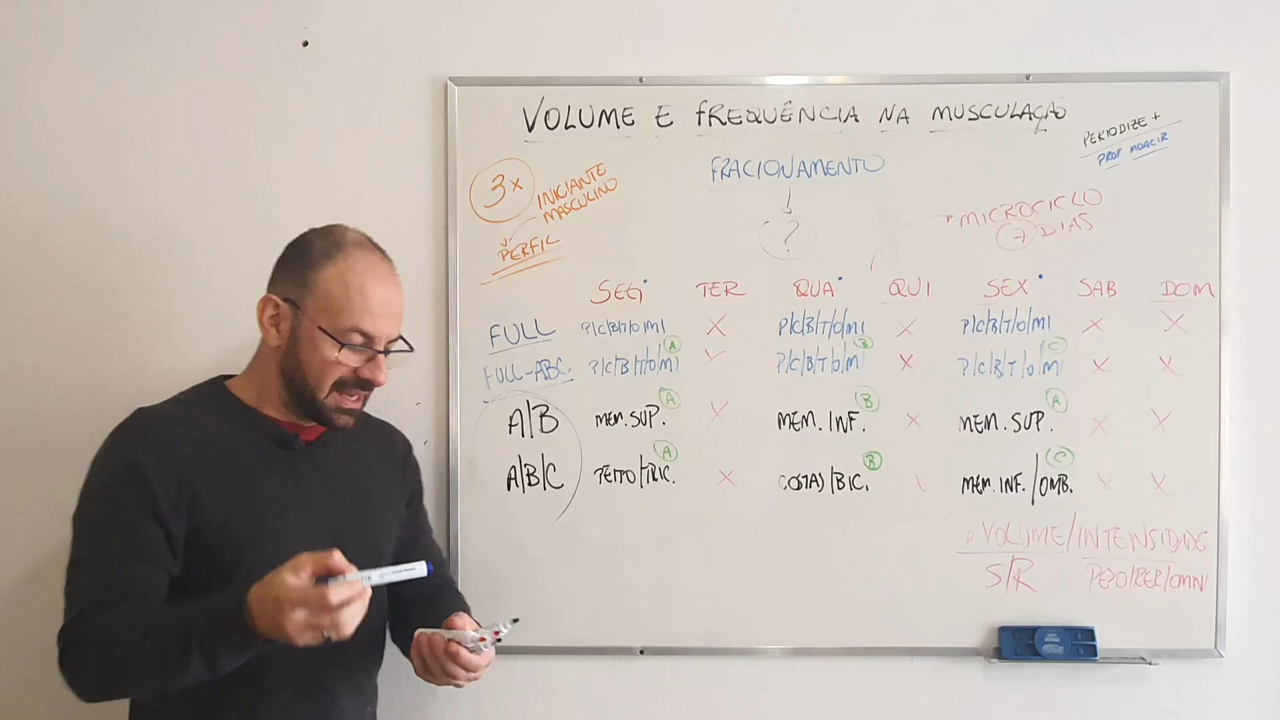 VOLUME E FREQUÊNCIA NA MUSCULAÇÃO
PERIODIZE +
PROF. MOACIR
3x
INICIANTE
MASCULINO
PERFIL
FRACIONAMENTO
?
MICROCICLO
7 DIAS
SEG TER QUA QUI SEX SAB DOM
FULL P/C/B/T/O/MI X P/C/B/T/O/MI X P/C/B/T/O/MI X X
FULL-ABC P/C/B/T/O/MI A X P/C/B/T/O/MI B X P/C/B/T/O/MI C X X
A/B MEM. SUP. A X MEM. INF. B X MEM. SUP. A X X
A/B/C PEITO/TRIC. A X COSTAS/BIC. B X MEM. INF./OMB. C X X
VOLUME/INTENSIDADE
S/R PESO/RER/OMNI